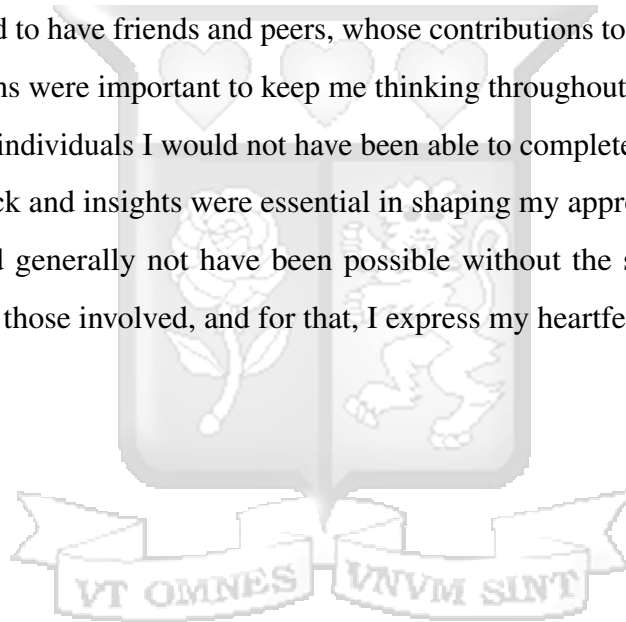 d to have friends and peers, whose contributions to
ns were important to keep me thinking throughout
individuals I would not have been able to complete
ck and insights were essential in shaping my appr
d generally not have been possible without the s
those involved, and for that, I express my heartfe
VT OMNES VNVM SINT